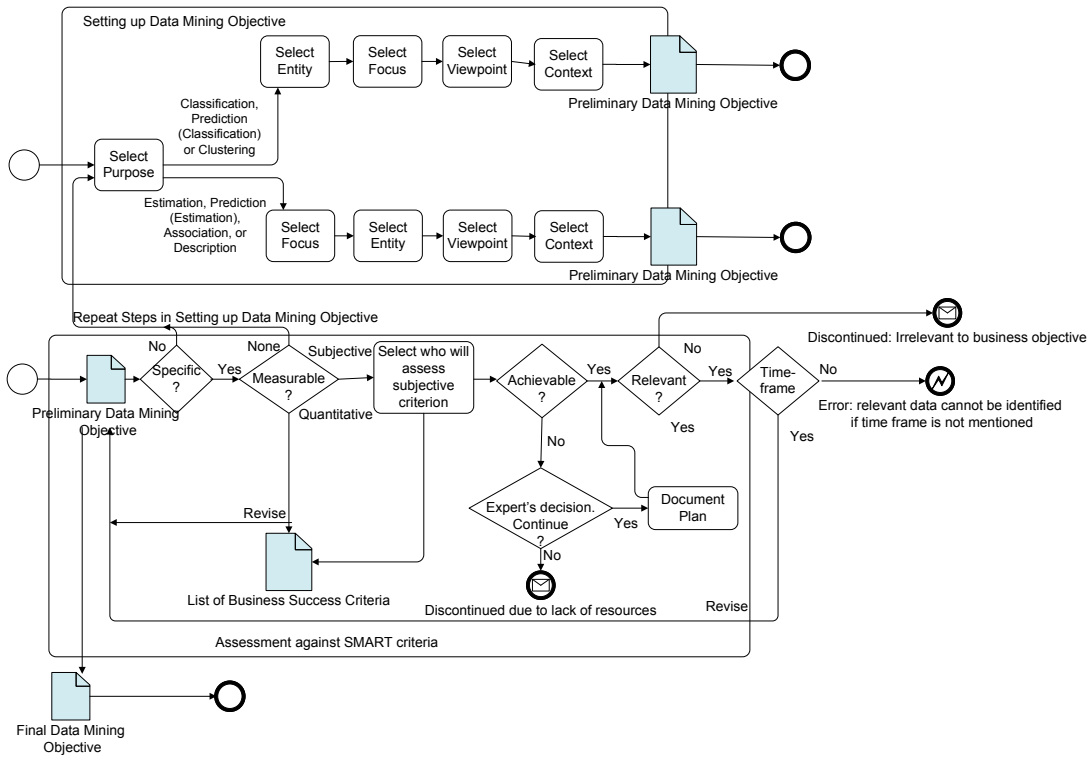 Setting up Data Mining Objective
Select
Entity
Select
Focus
Select
Viewpoint
Select
Context
Preliminary Data Mining Objective
Classification,
Prediction
(Classification)
or Clustering
Select
Purpose
Estimation, Prediction
(Estimation),
Association, or
Description
Select
Focus
Select
Entity
Select
Viewpoint
Select
Context
Preliminary Data Mining Objective
Repeat Steps in Setting up Data Mining Objective
No
None
Subjective
Specific
?
Yes
Measurable
?
Quantitative
Select who will
assess
subjective
criterion
Achievable
?
Yes
Relevant
?
No
Yes
Yes
Time-
frame
No
Yes
Discontinued: Irrelevant to business objective
Error: relevant data cannot be identified
if time frame is not mentioned
Preliminary Data Mining
Objective
No
Expert's decision.
Continue
?
Yes
Document
Plan
No
Revise
List of Business Success Criteria
Discontinued due to lack of resources
Revise
Assessment against SMART criteria
Final Data Mining
Objective